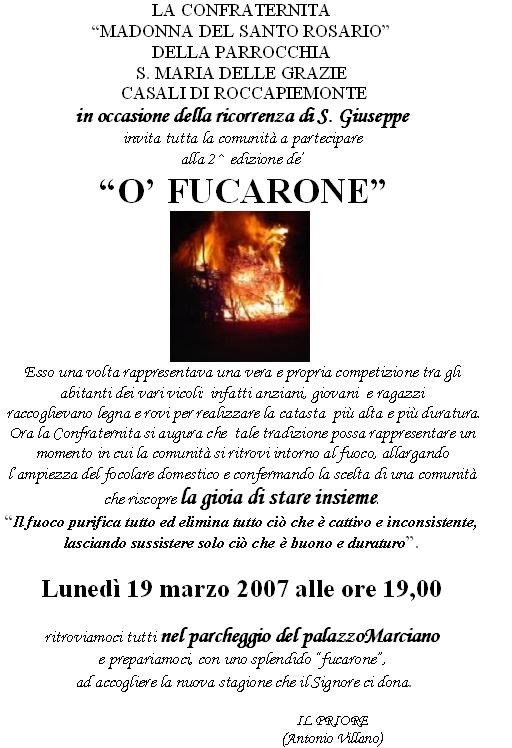 LA CONFRATERNITA
“MADONNA DEL SANTO ROSARIO”
DELLA PARROCCHIA
S. MARIA DELLE GRAZIE
CASALI DI ROCCAPIEMONTE
in occasione della ricorrenza di S. Giuseppe
invita tutta la comunità a partecipare
alla 2^ edizione de’
“O’ FUCARONE”
Esso una volta rappresentava una vera e propria competizione tra gli
abitanti dei vari vicoli infatti anziani, giovani e ragazzi
raccoglievano legna e rovi per realizzare la catasta più alta e più duratura.
Ora la Confraternita si augura che tale tradizione possa rappresentare un
momento in cui la comunità si ritrovi intorno al fuoco, allargando
l’ampiezza del focolare domestico e confermando la scelta di una comunità
che riscopre la gioia di stare insieme.
“Il fuoco purifica tutto ed elimina tutto ciò che è cattivo e inconsistente,
lasciando sussistere solo ciò che è buono e duraturo”.
Lunedì 19 marzo 2007 alle ore 19,00
ritroviamoci tutti nel parcheggio del palazzoMarciano
e prepariamoci, con uno splendido “fucarone”,
ad accogliere la nuova stagione che il Signore ci dona.
IL PRIORE
(Antonio Villano)